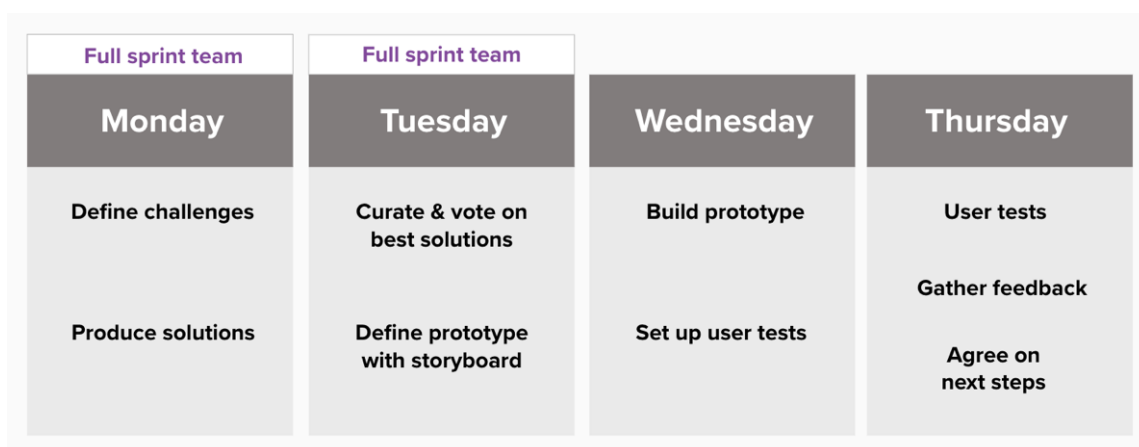 Full sprint team
Full sprint team
Monday
Tuesday
Wednesday
Thursday
Define challenges
Produce solutions
Curate & vote on
best solutions
Define prototype
with storyboard
Build prototype
Set up user tests
User tests
Gather feedback
Agree on
next steps